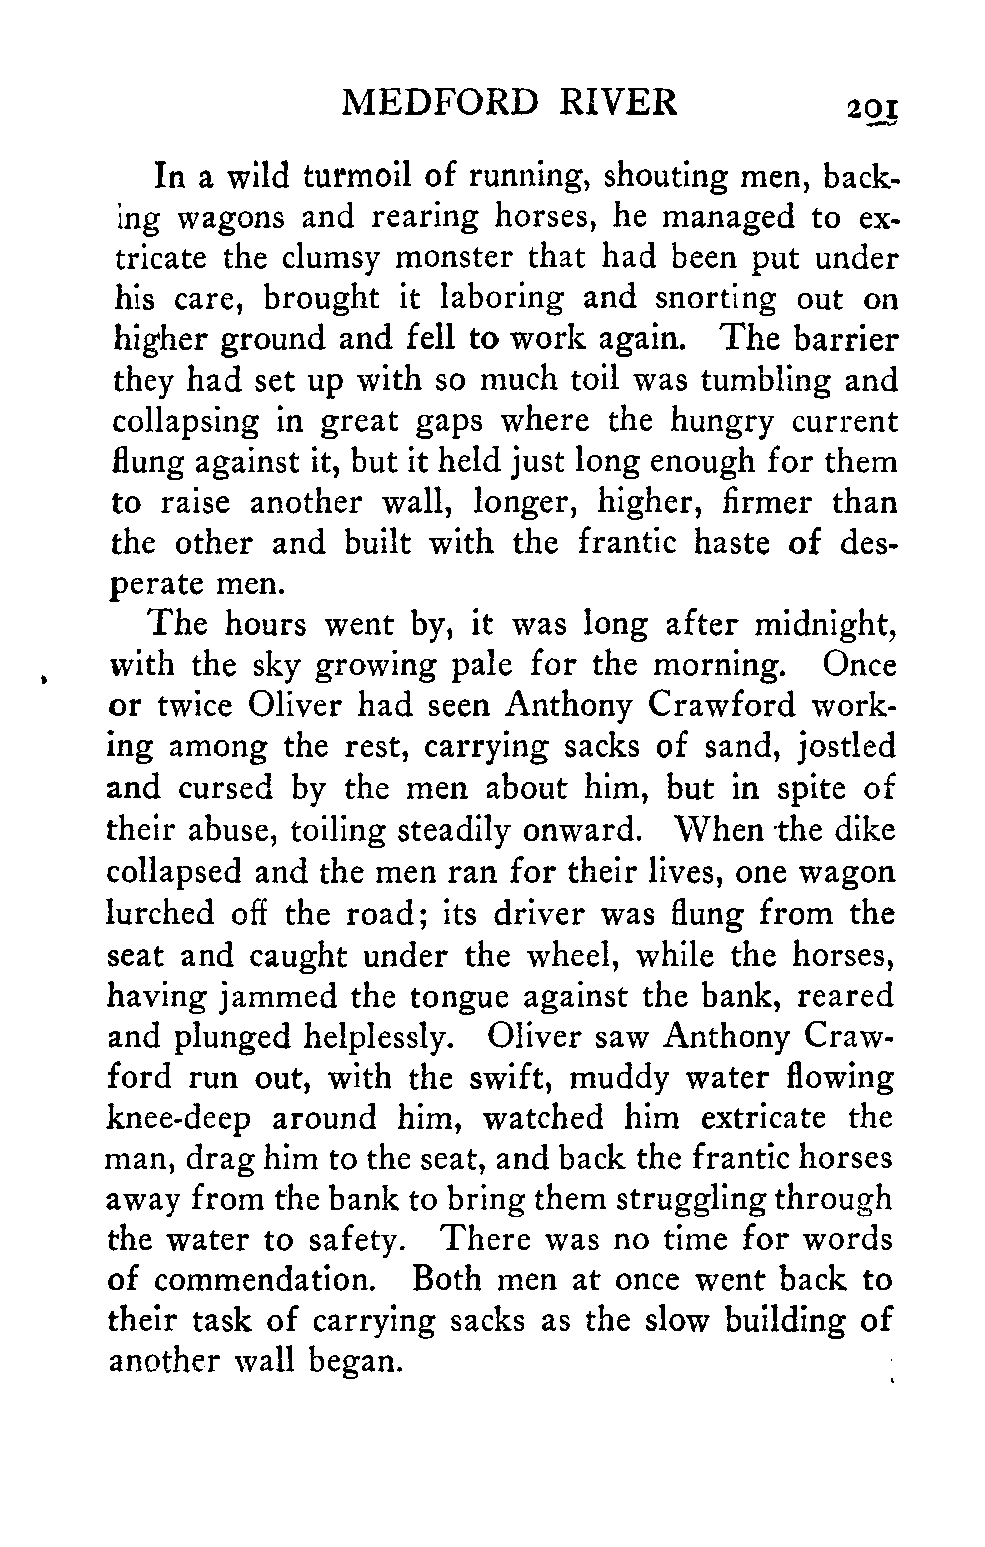 MEDFORD RIVER 201
In a wild turmoil of running, shouting men, back-
ing wagons and rearing horses, he managed to ex-
tricate the clumsy monster that had been put under
his care, brought it laboring and snorting out on
higher ground and fell to work again. The barrier
they had set up with so much toil was tumbling and
collapsing in great gaps where the hungry current
flung against it, but it held just long enough for them
to raise another wall, longer, higher, firmer than
the other and built with the frantic haste of des-
perate men.
The hours went by, it was long after midnight,
with the sky growing pale for the morning. Once
or twice Oliver had seen Anthony Crawford work-
ing among the rest, carrying sacks of sand, jostled
and cursed by the men about him, but in spite of
their abuse, toiling steadily onward. When the dike
collapsed and the men ran for their lives, one wagon
lurched off the road; its driver was flung from the
seat and caught under the wheel, while the horses,
having jammed the tongue against the bank, reared
and plunged helplessly. Oliver saw Anthony Craw-
ford run out, with the swift, muddy water flowing
knee-deep around him, watched him extricate the
man, drag him to the seat, and back the frantic horses
away from the bank to bring them struggling through
the water to safety. There was no time for words
of commendation. Both men at once went back to
their task of carrying sacks as the slow building of
another wall began.